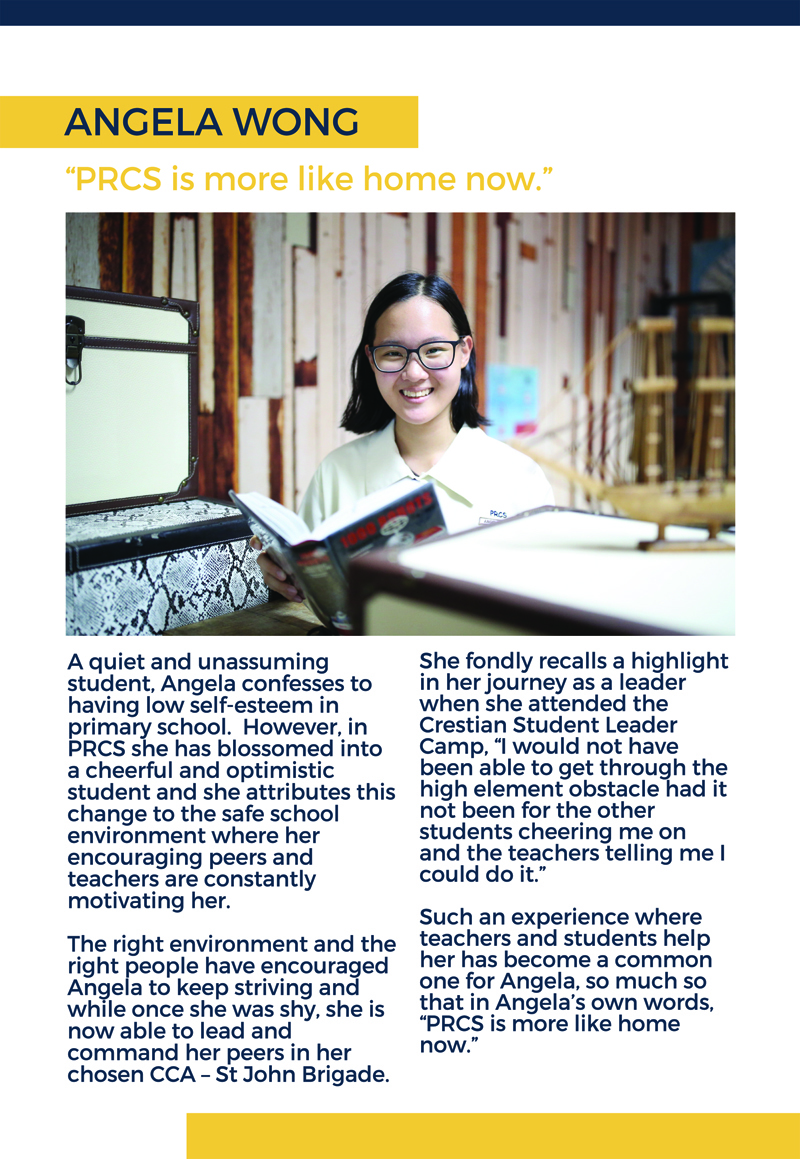 ANGELA WONG
“PRCS is more like home now.”
PRCS
A quiet and unassuming
student, Angela confesses to
having low self-esteem in
primary school.  However, in
PRCS she has blossomed into
a cheerful and optimistic
student and she attributes this
change to the safe school
environment where her
encouraging peers and
teachers are constantly
motivating her.
The right environment and the
right people have encouraged
Angela to keep striving and
while once she was shy, she is
now able to lead and
command her peers in her
chosen CCA – St John Brigade.
She fondly recalls a highlight
in her journey as a leader
when she attended the
Crestian Student Leader
Camp, “I would not have
been able to get through the
high element obstacle had it
not been for the other
students cheering me on
and the teachers telling me I
could do it.”
Such an experience where
teachers and students help
her has become a common
one for Angela, so much so
that in Angela’s own words,
“PRCS is more like home
now.”